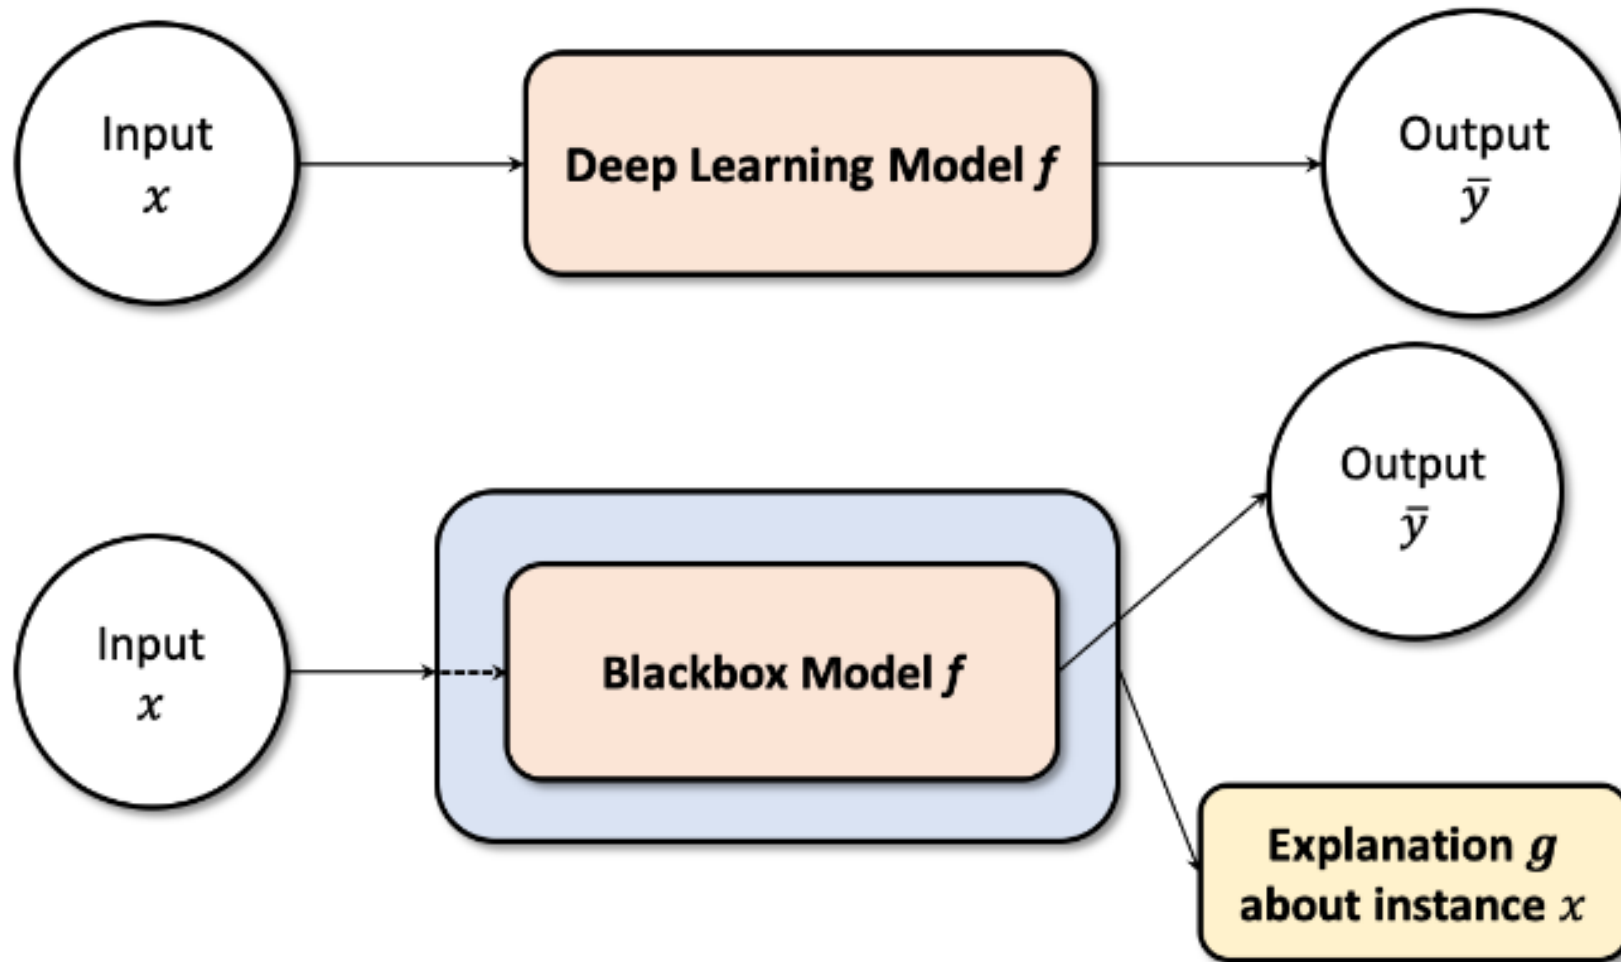 Input
x
Deep Learning Model f
Output
ȳ
Input
x
Blackbox Model f
Output
ȳ
Explanation g
about instance x